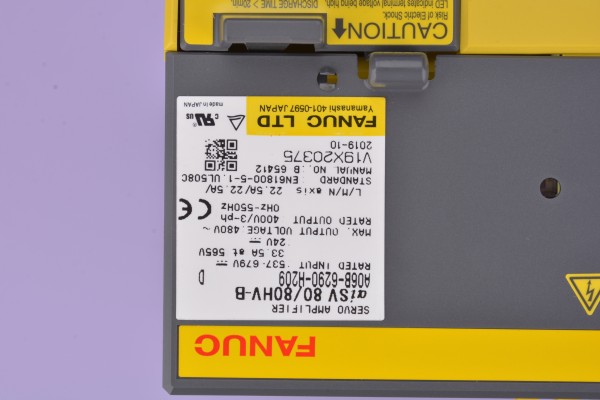 FANUC
SERVO AMPLIFIER
αiSV 80/80HV-B
A06B-6290-H209 D
RATED INPUT 537-679V ⎓
33.5A at 565V
24V ⎓
MAX. OUTPUT VOLTAGE 480V ~
RATED OUTPUT 400V/3-ph
0Hz-550Hz
L/M/N axis 22.5A/22.5A/
STANDARD EN61800-5-1.UL508C
MANUAL NO. B 65412
V19X20375
2019-10
FANUC LTD
Yamanashi 401-0597 JAPAN
c UR US
made in JAPAN
CE
CAUTION
Risk of Electric Shock.
LED indicates terminal voltage being high.
DISCHARGE TIME > 20min.